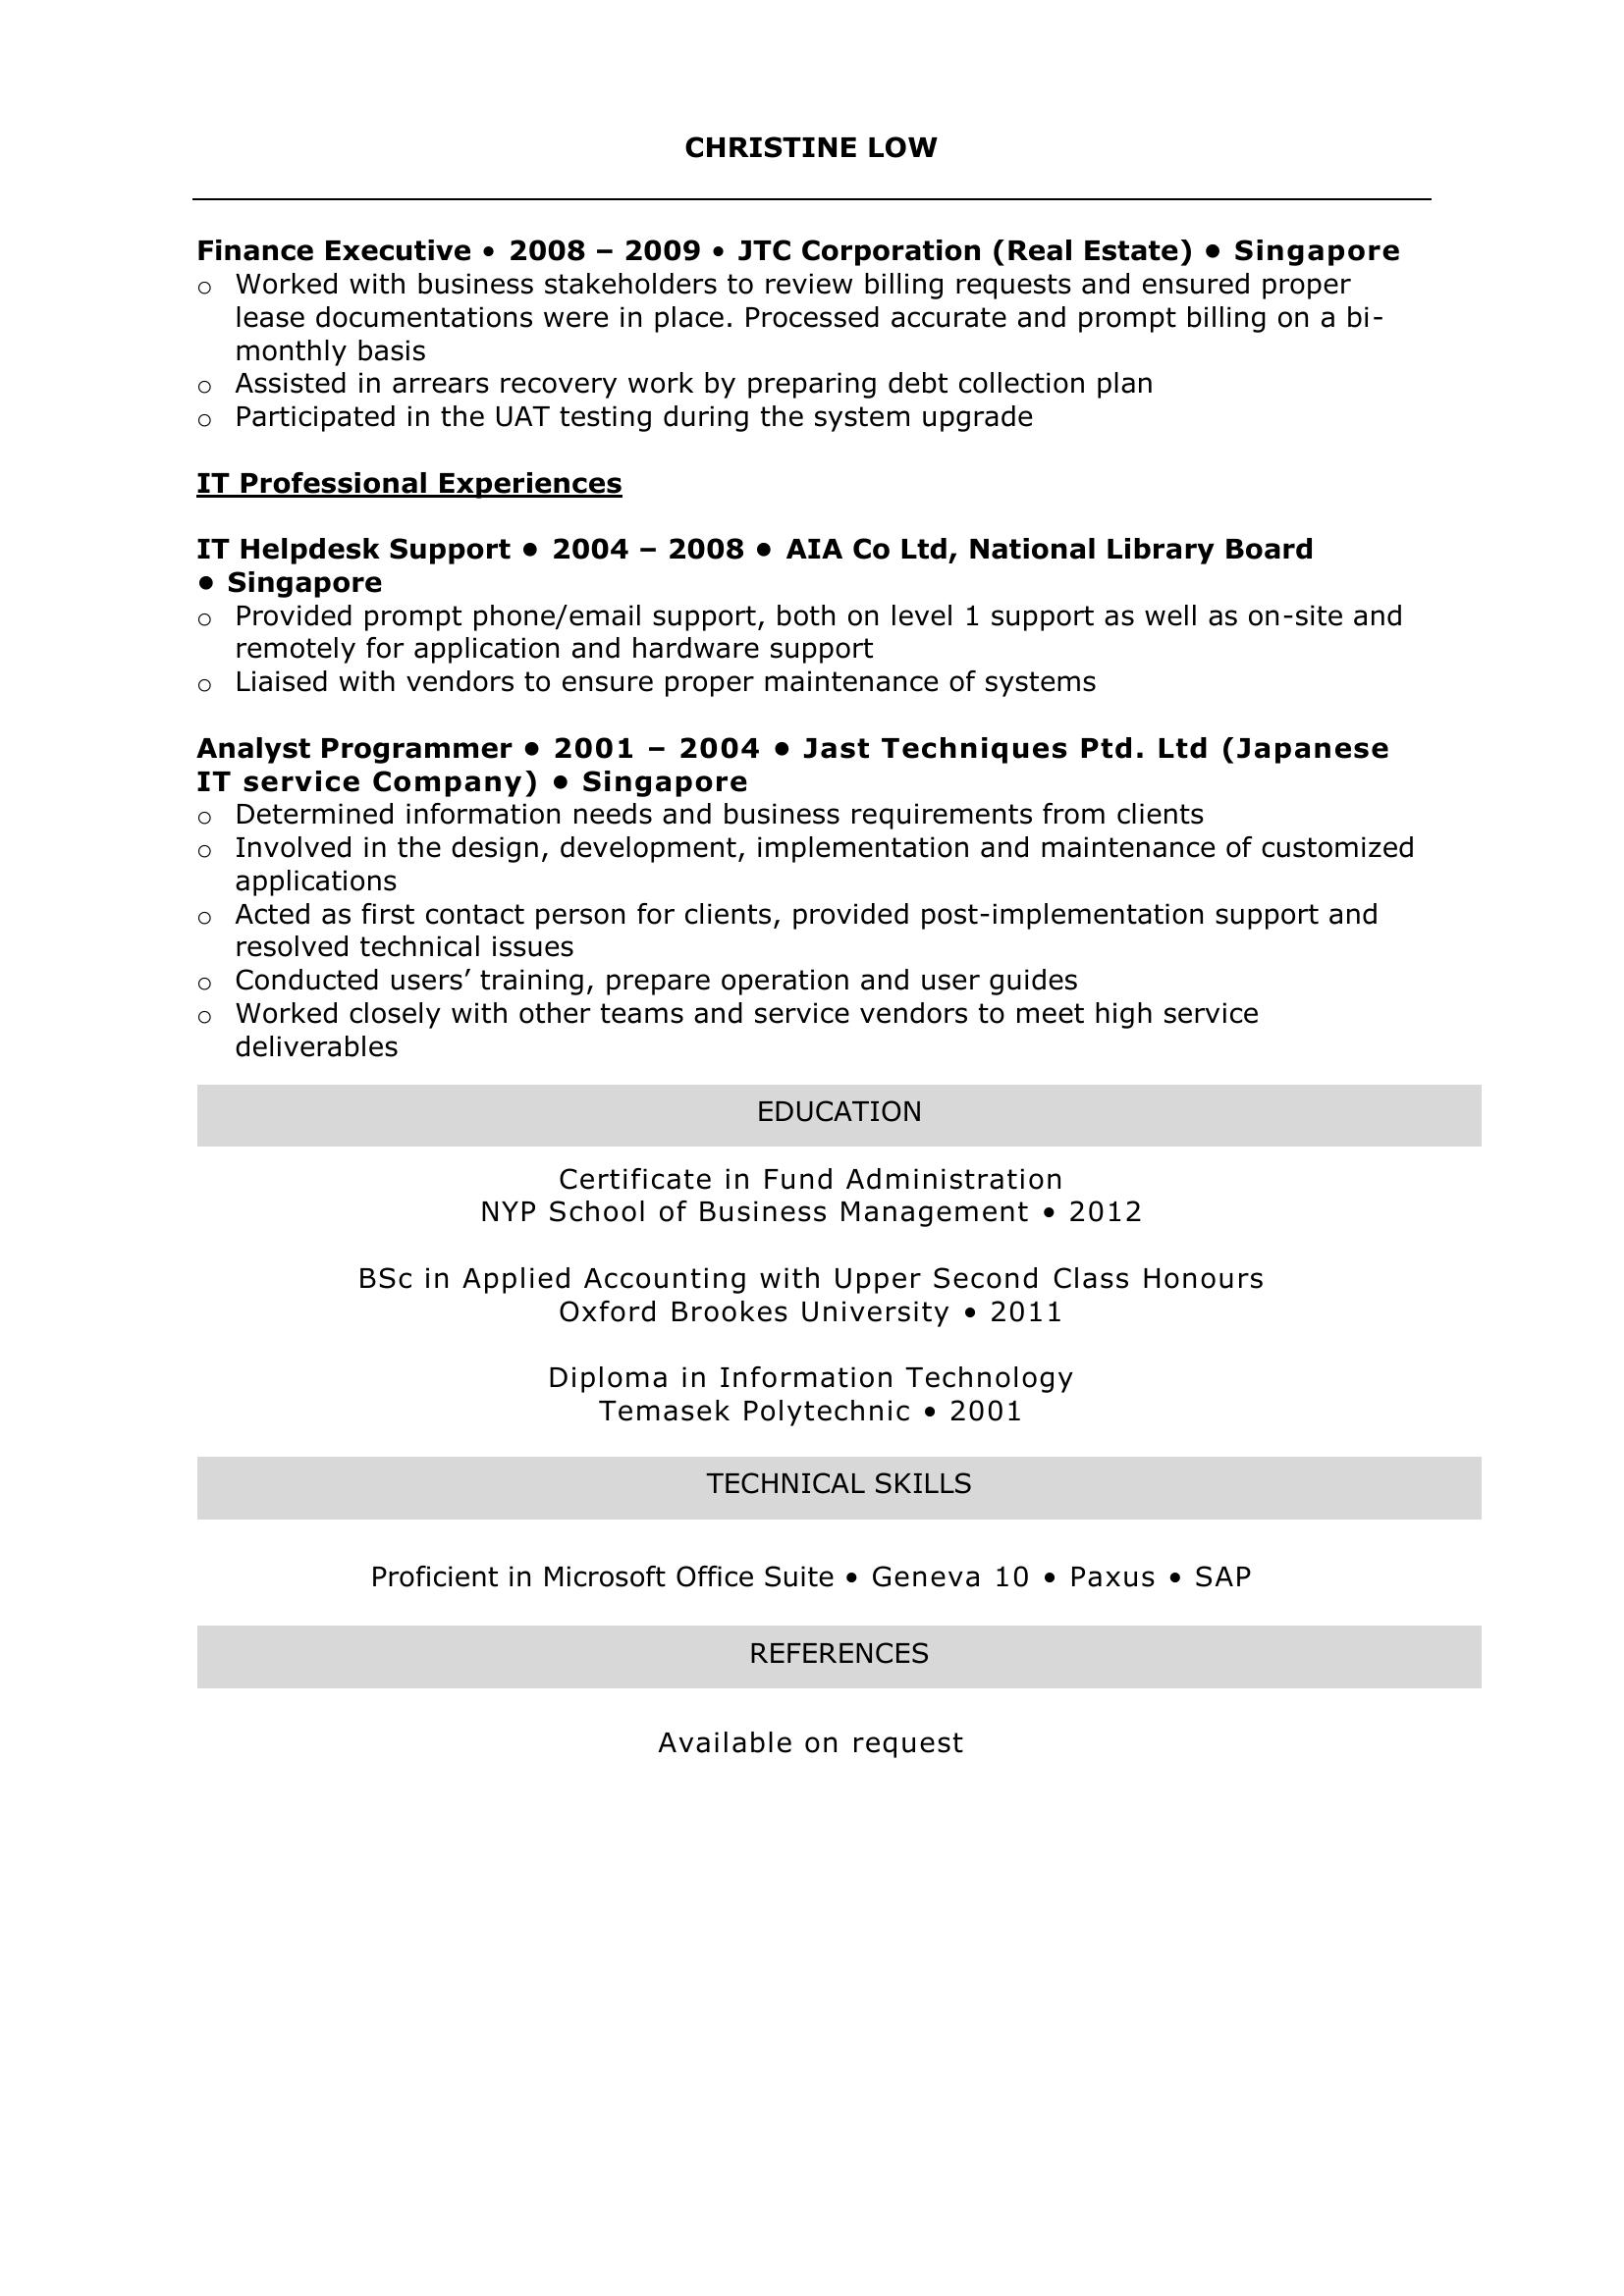 CHRISTINE LOW
Finance Executive • 2008 – 2009 • JTC Corporation (Real Estate) • Singapore
o Worked with business stakeholders to review billing requests and ensured proper
lease documentations were in place. Processed accurate and prompt billing on a bi-
monthly basis
o Assisted in arrears recovery work by preparing debt collection plan
o Participated in the UAT testing during the system upgrade
IT Professional Experiences
IT Helpdesk Support • 2004 – 2008 • AIA Co Ltd, National Library Board
• Singapore
o Provided prompt phone/email support, both on level 1 support as well as on-site and
remotely for application and hardware support
o Liaised with vendors to ensure proper maintenance of systems
Analyst Programmer • 2001 – 2004 • Jast Techniques Ptd. Ltd (Japanese
IT service Company) • Singapore
o Determined information needs and business requirements from clients
o Involved in the design, development, implementation and maintenance of customized
applications
o Acted as first contact person for clients, provided post-implementation support and
resolved technical issues
o Conducted users’ training, prepare operation and user guides
o Worked closely with other teams and service vendors to meet high service
deliverables
EDUCATION
Certificate in Fund Administration
NYP School of Business Management • 2012
BSc in Applied Accounting with Upper Second Class Honours
Oxford Brookes University • 2011
Diploma in Information Technology
Temasek Polytechnic • 2001
TECHNICAL SKILLS
Proficient in Microsoft Office Suite • Geneva 10 • Paxus • SAP
REFERENCES
Available on request